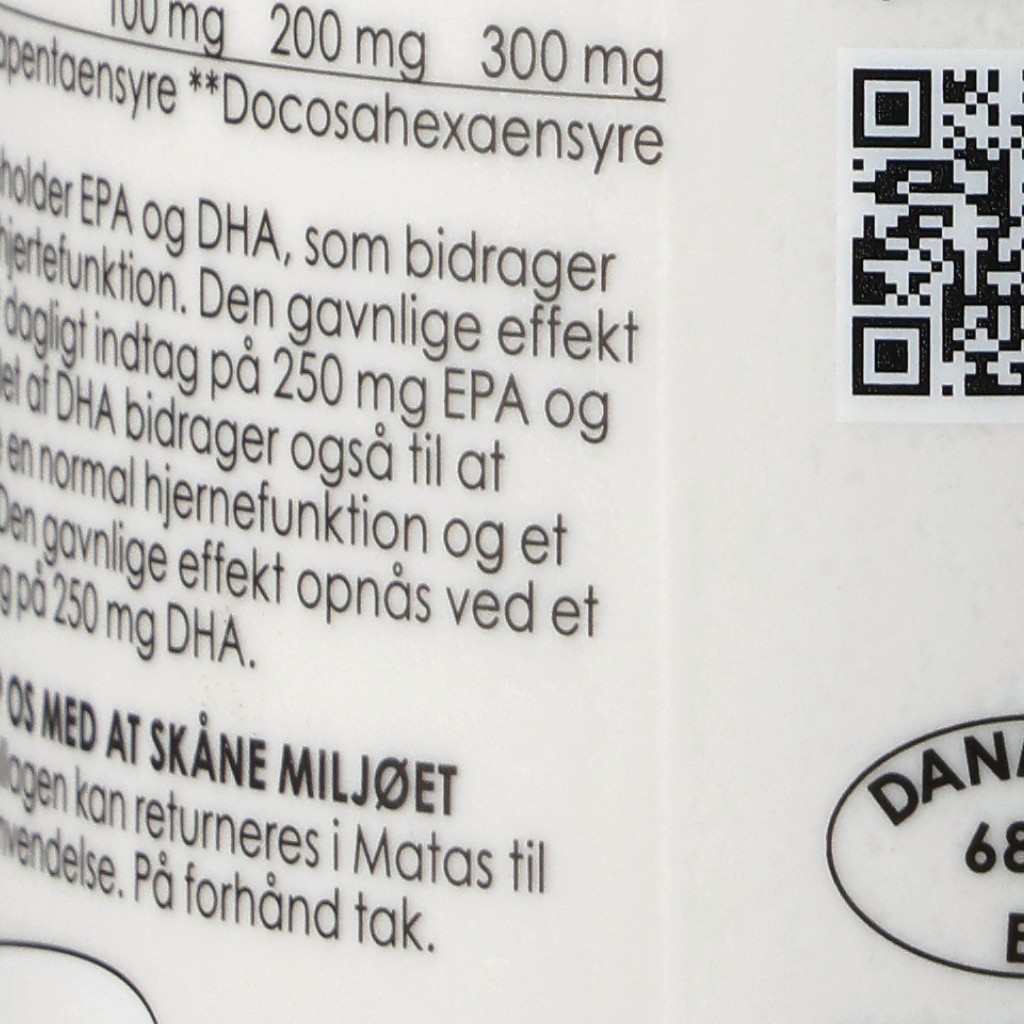 100 mg 200 mg 300 mg
pentaensyre **Docosahexaensyre
holder EPA og DHA, som bidrager
hjertefunktion. Den gavnlige effekt
dagligt indtag på 250 mg EPA og
et af DHA bidrager også til at
en normal hjernefunktion og et
Den gavnlige effekt opnås ved et
g på 250 mg DHA.
OS MED AT SKÅNE MILJØET
lagen kan returneres i Matas til
nvendelse. På forhånd tak.
DANA
68
E